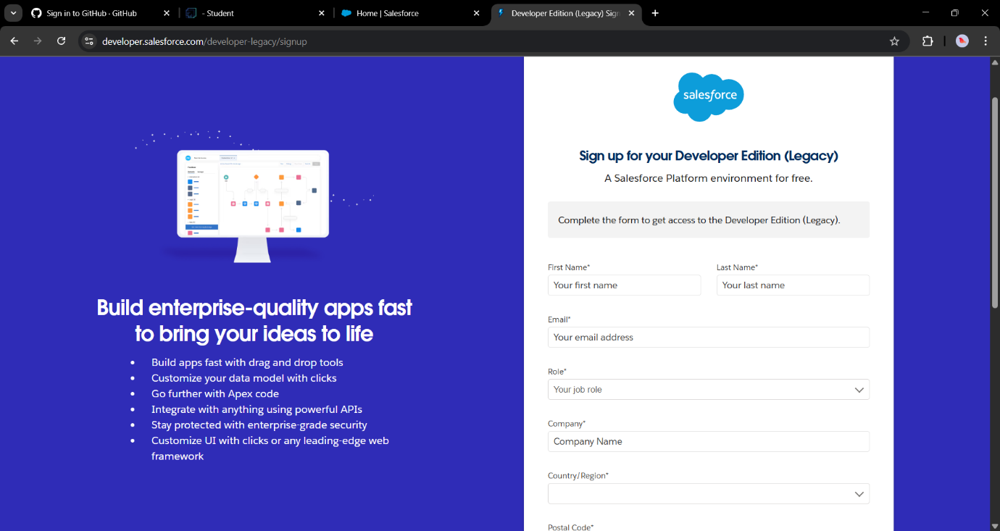 Sign in to GitHub · GitHub
- Student
Home | Salesforce
Developer Edition (Legacy) Sign
developer.salesforce.com/developer-legacy/signup
Build enterprise-quality apps fast
to bring your ideas to life
• Build apps fast with drag and drop tools
• Customize your data model with clicks
• Go further with Apex code
• Integrate with anything using powerful APIs
• Stay protected with enterprise-grade security
• Customize UI with clicks or any leading-edge web
framework
salesforce
Sign up for your Developer Edition (Legacy)
A Salesforce Platform environment for free.
Complete the form to get access to the Developer Edition (Legacy).
First Name* Last Name*
Your first name Your last name
Email*
Your email address
Role*
Your job role
Company*
Company Name
Country/Region*
Postal Code*